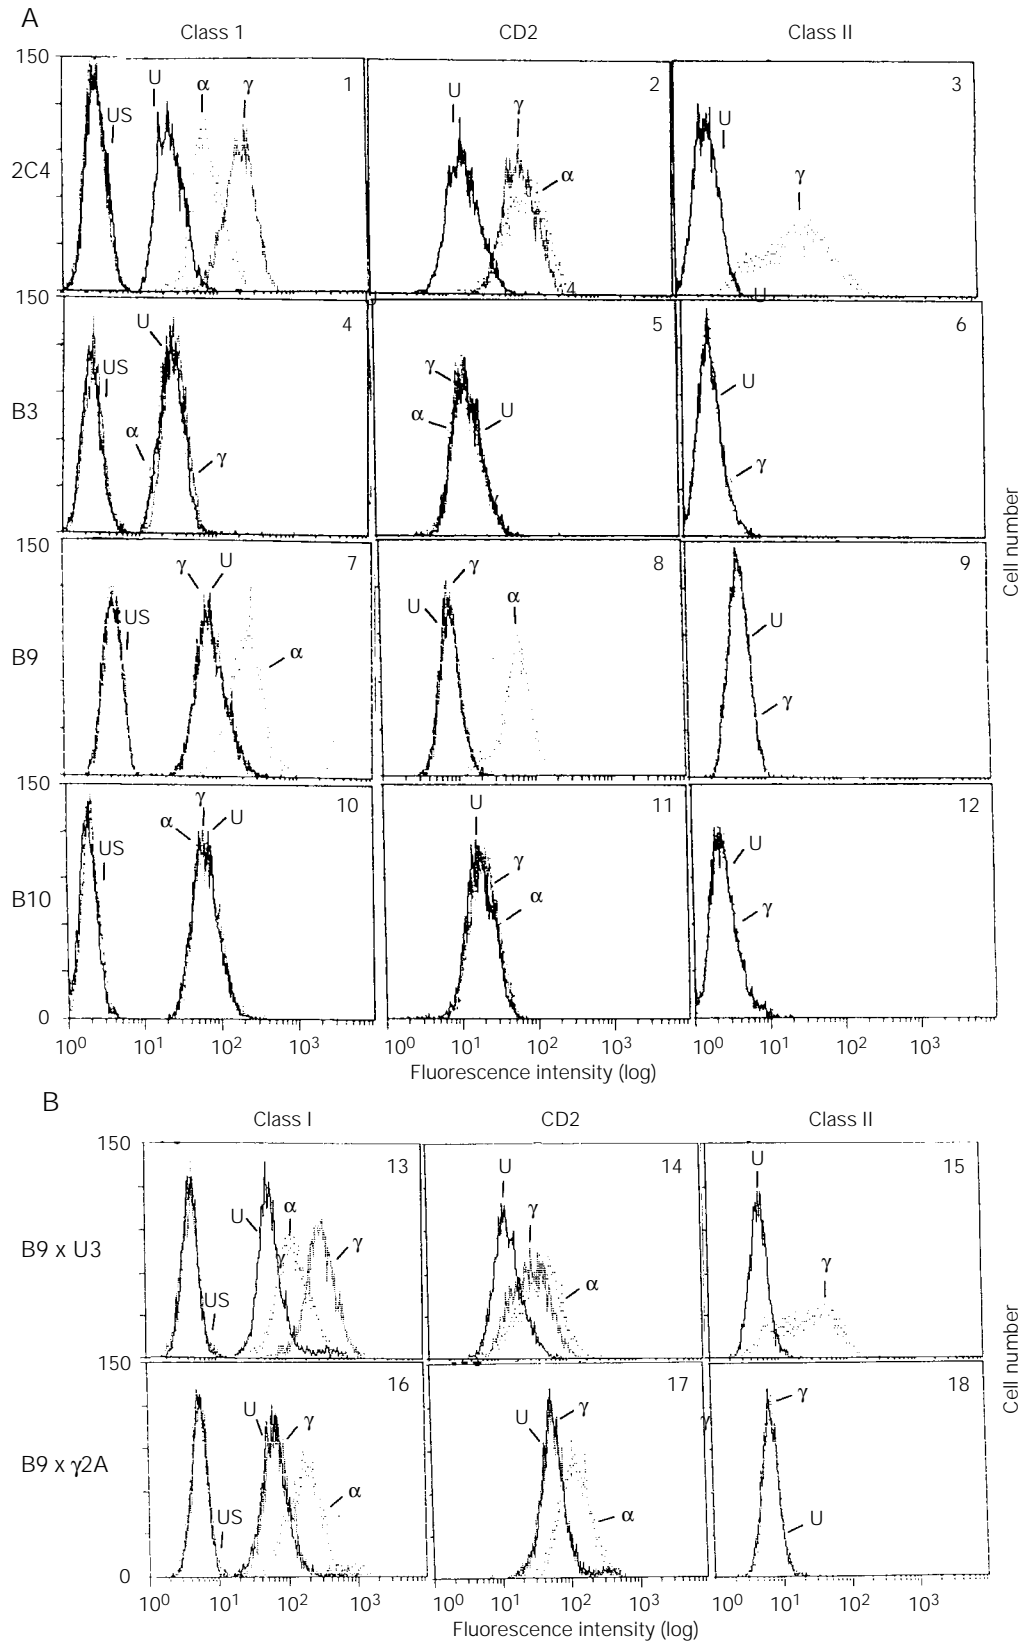 A
Class 1 CD2 Class II
150
U α γ 1 U 2 3
US γ U
2C4 α γ
4 U
150
U 4 5 6
US γ U
B3 α U
α γ γ
Cell number
150
γ U 7 γ 8 9
US U α U
B9 α
γ
150
γ 10 U 11 12
α U U
US γ
B10 α γ
0
10⁰ 10¹ 10² 10³ 10⁰ 10¹ 10² 10³ 10⁰ 10¹ 10² 10³
Fluorescence intensity (log)
B
Class I CD2 Class II
150
13 U 14 U 15
U α γ
B9 x U3 γ γ γ
US α
Cell number
150
16 17 γ 18
U γ U γ γ
B9 x γ2A
α
US α U
0
10⁰ 10¹ 10² 10³ 10⁰ 10¹ 10² 10³ 10⁰ 10¹ 10² 10³
Fluorescence intensity (log)